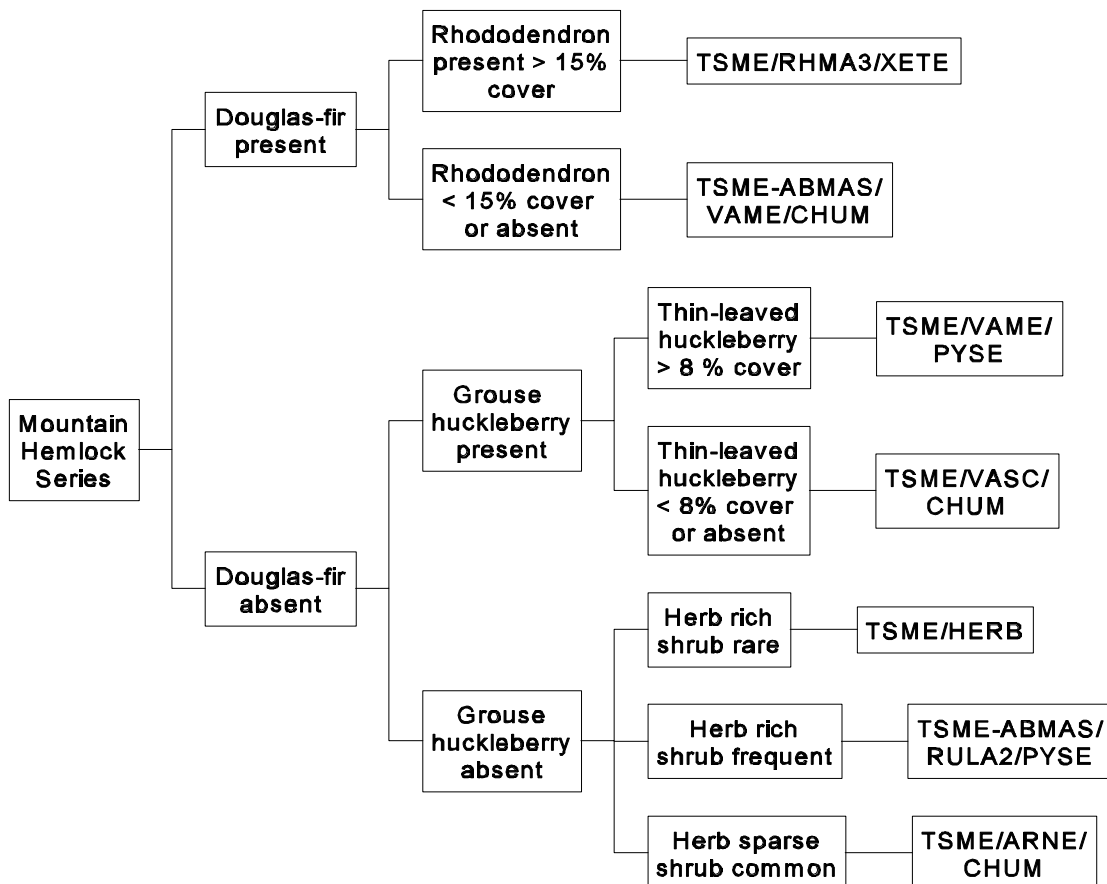 Mountain
Hemlock
Series
Douglas-fir
present
Rhododendron
present > 15%
cover
TSME/RHMA3/XETE
Rhododendron
< 15% cover
or absent
TSME-ABMAS/
VAME/CHUM
Douglas-fir
absent
Grouse
huckleberry
present
Thin-leaved
huckleberry
> 8 % cover
TSME/VAME/
PYSE
Thin-leaved
huckleberry
< 8% cover
or absent
TSME/VASC/
CHUM
Grouse
huckleberry
absent
Herb rich
shrub rare
TSME/HERB
Herb rich
shrub frequent
TSME-ABMAS/
RULA2/PYSE
Herb sparse
shrub common
TSME/ARNE/
CHUM